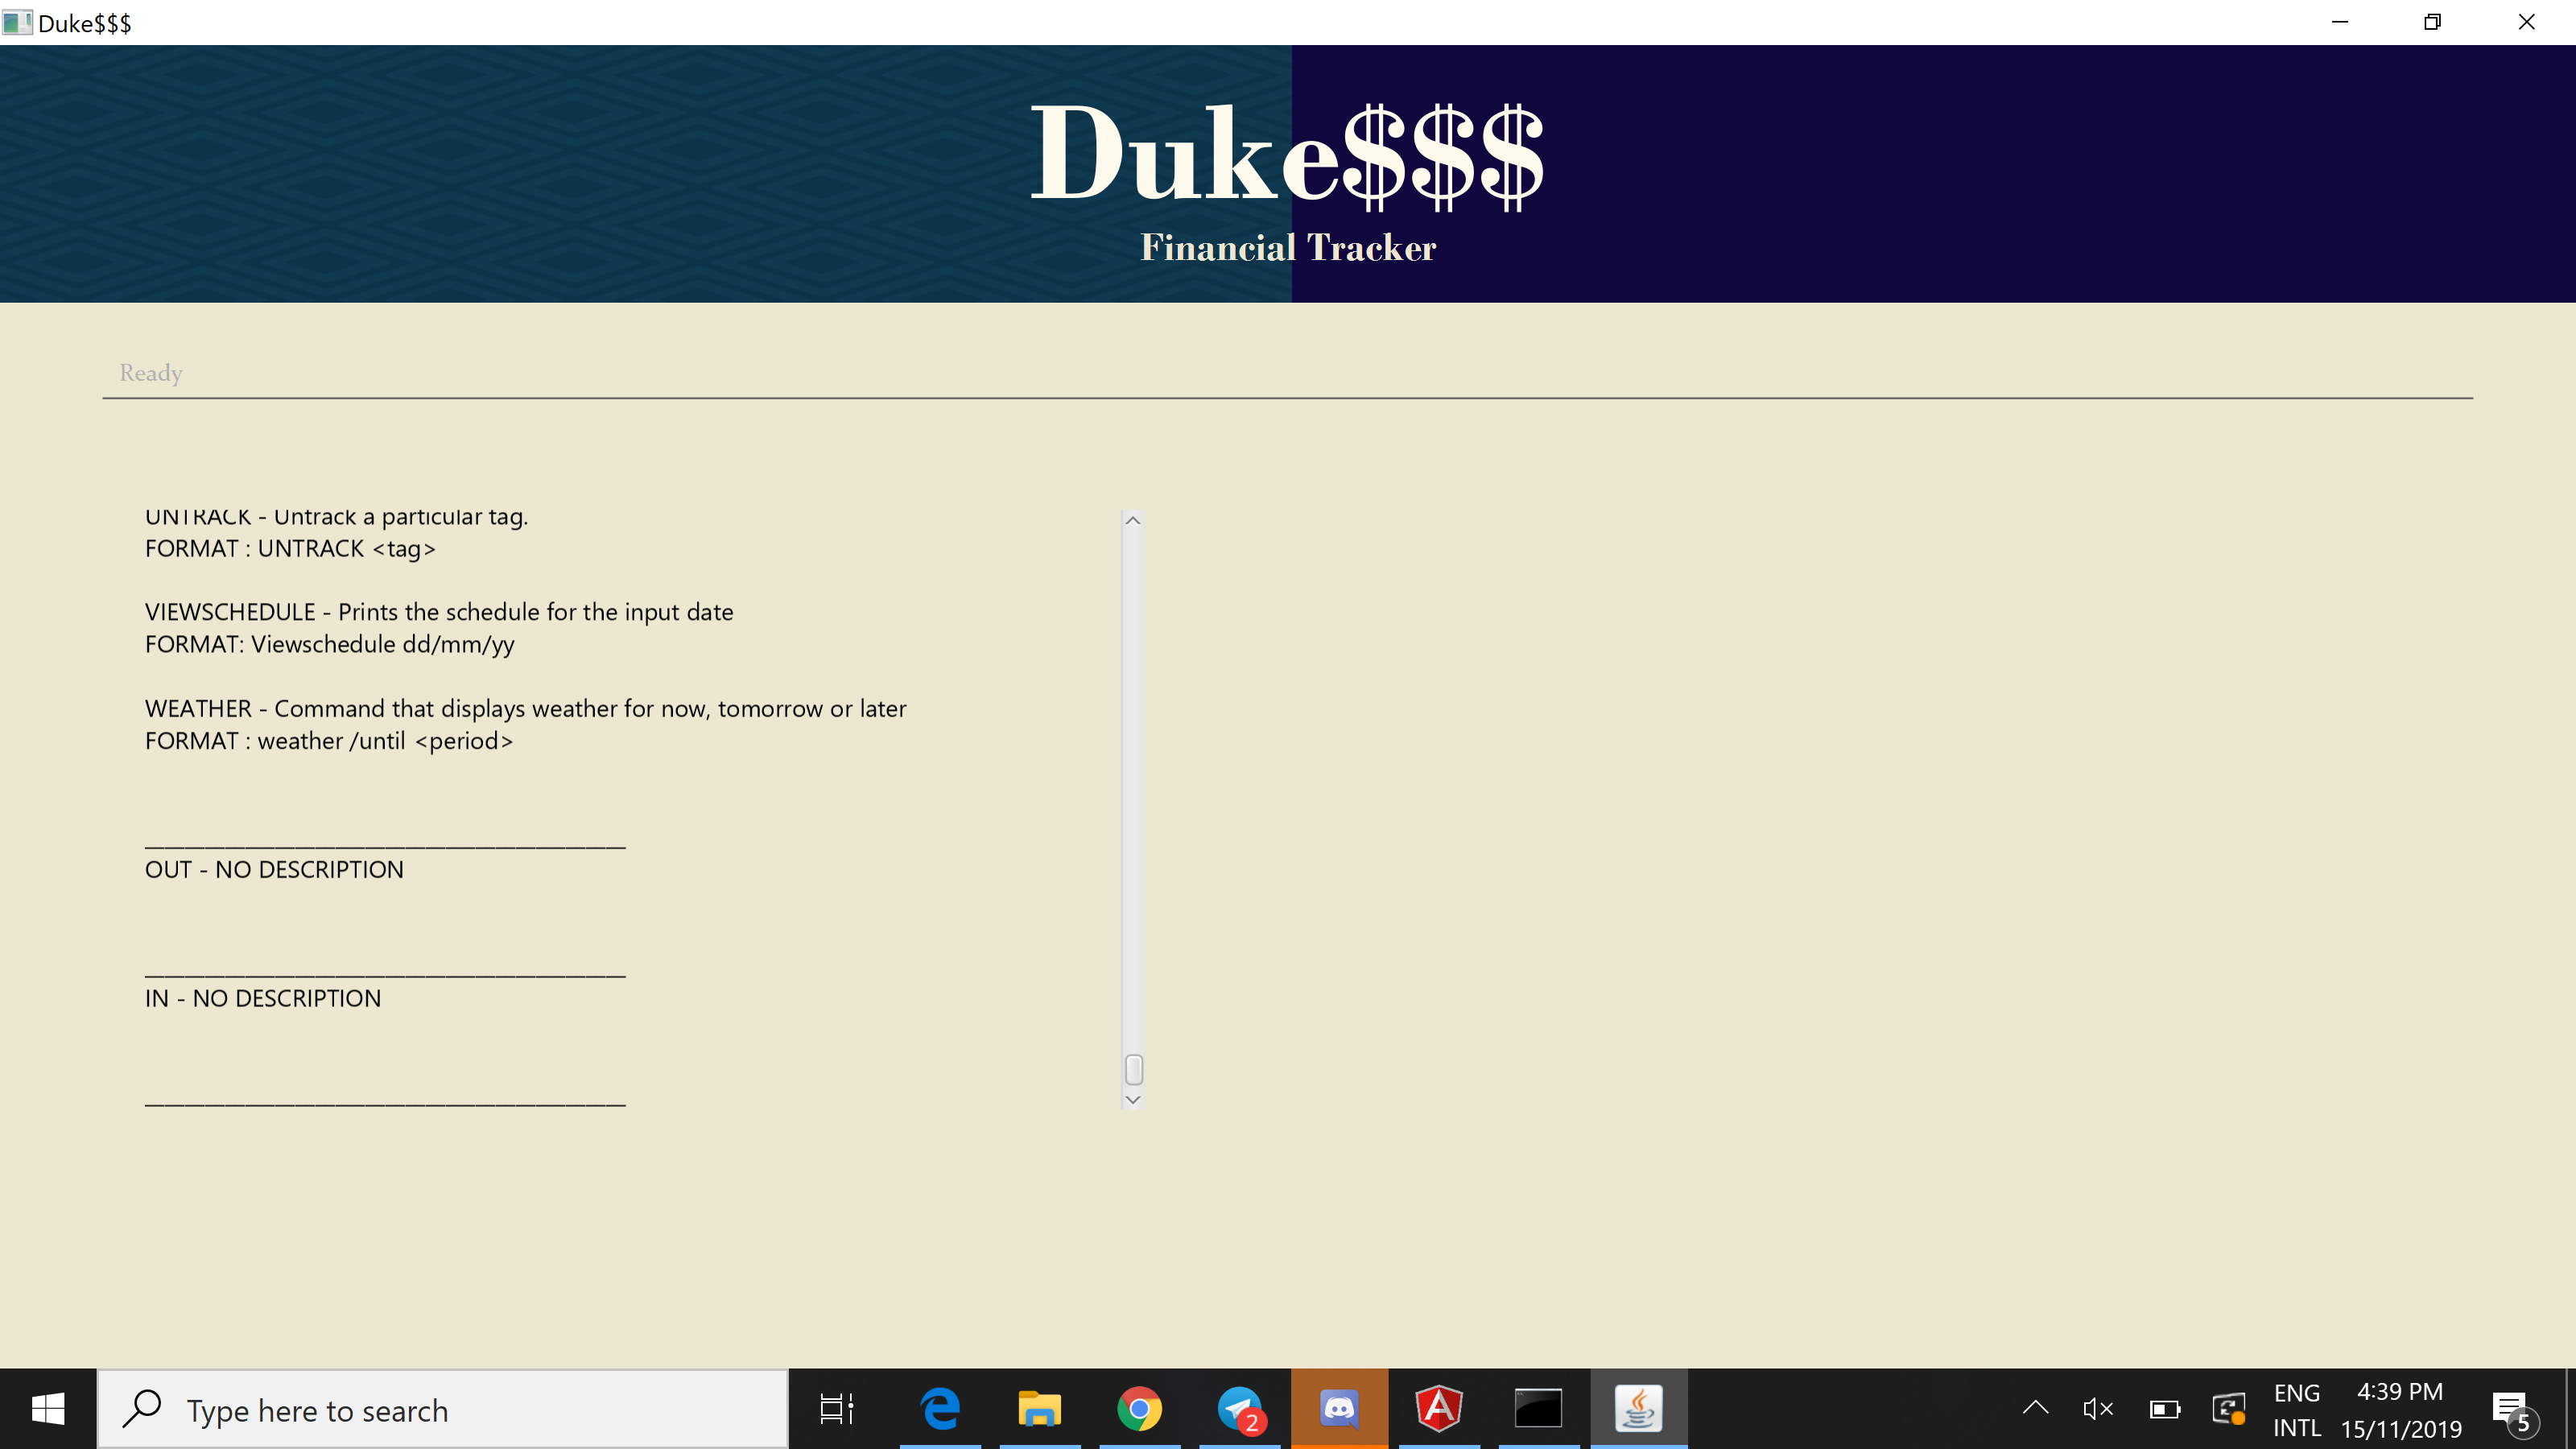 Duke$$$
Duke$$$
Financial Tracker
Ready
UNTRACK - Untrack a particular tag.
FORMAT : UNTRACK <tag>
VIEWSCHEDULE - Prints the schedule for the input date
FORMAT: Viewschedule dd/mm/yy
WEATHER - Command that displays weather for now, tomorrow or later
FORMAT : weather /until <period>
OUT - NO DESCRIPTION
IN - NO DESCRIPTION
Type here to search
2
ENG
INTL
4:39 PM
15/11/2019
5